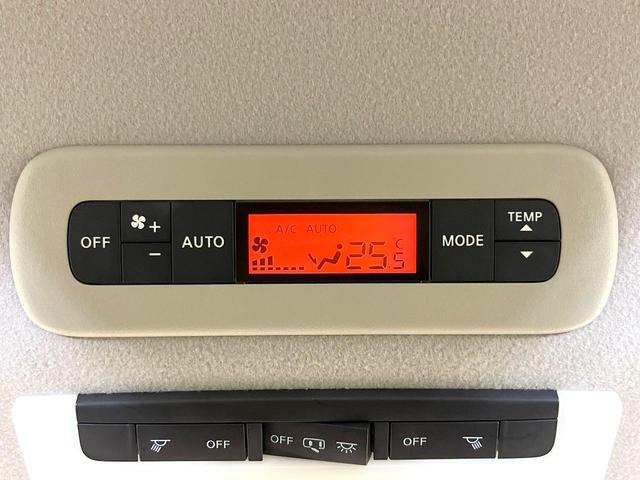 OFF + − AUTO
A/C AUTO
25.5 °C
MODE
TEMP
OFF
OFF
OFF